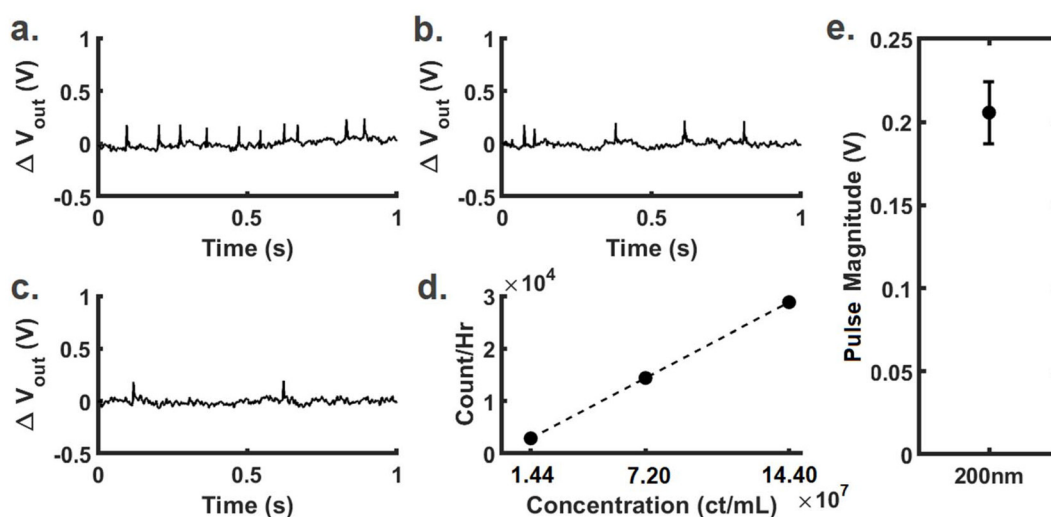 a.
1
0.5
0
-0.5
Δ V_out (V)
0 0.5 1
Time (s)
b.
1
0.5
0
-0.5
Δ V_out (V)
0 0.5 1
Time (s)
c.
1
0.5
0
-0.5
Δ V_out (V)
0 0.5 1
Time (s)
d.
×10^4
3
2
1
0
Count/Hr
1.44 7.20 14.40
Concentration (ct/mL) ×10^7
e.
0.25
0.2
0.15
0.1
0.05
0
Pulse Magnitude (V)
200nm